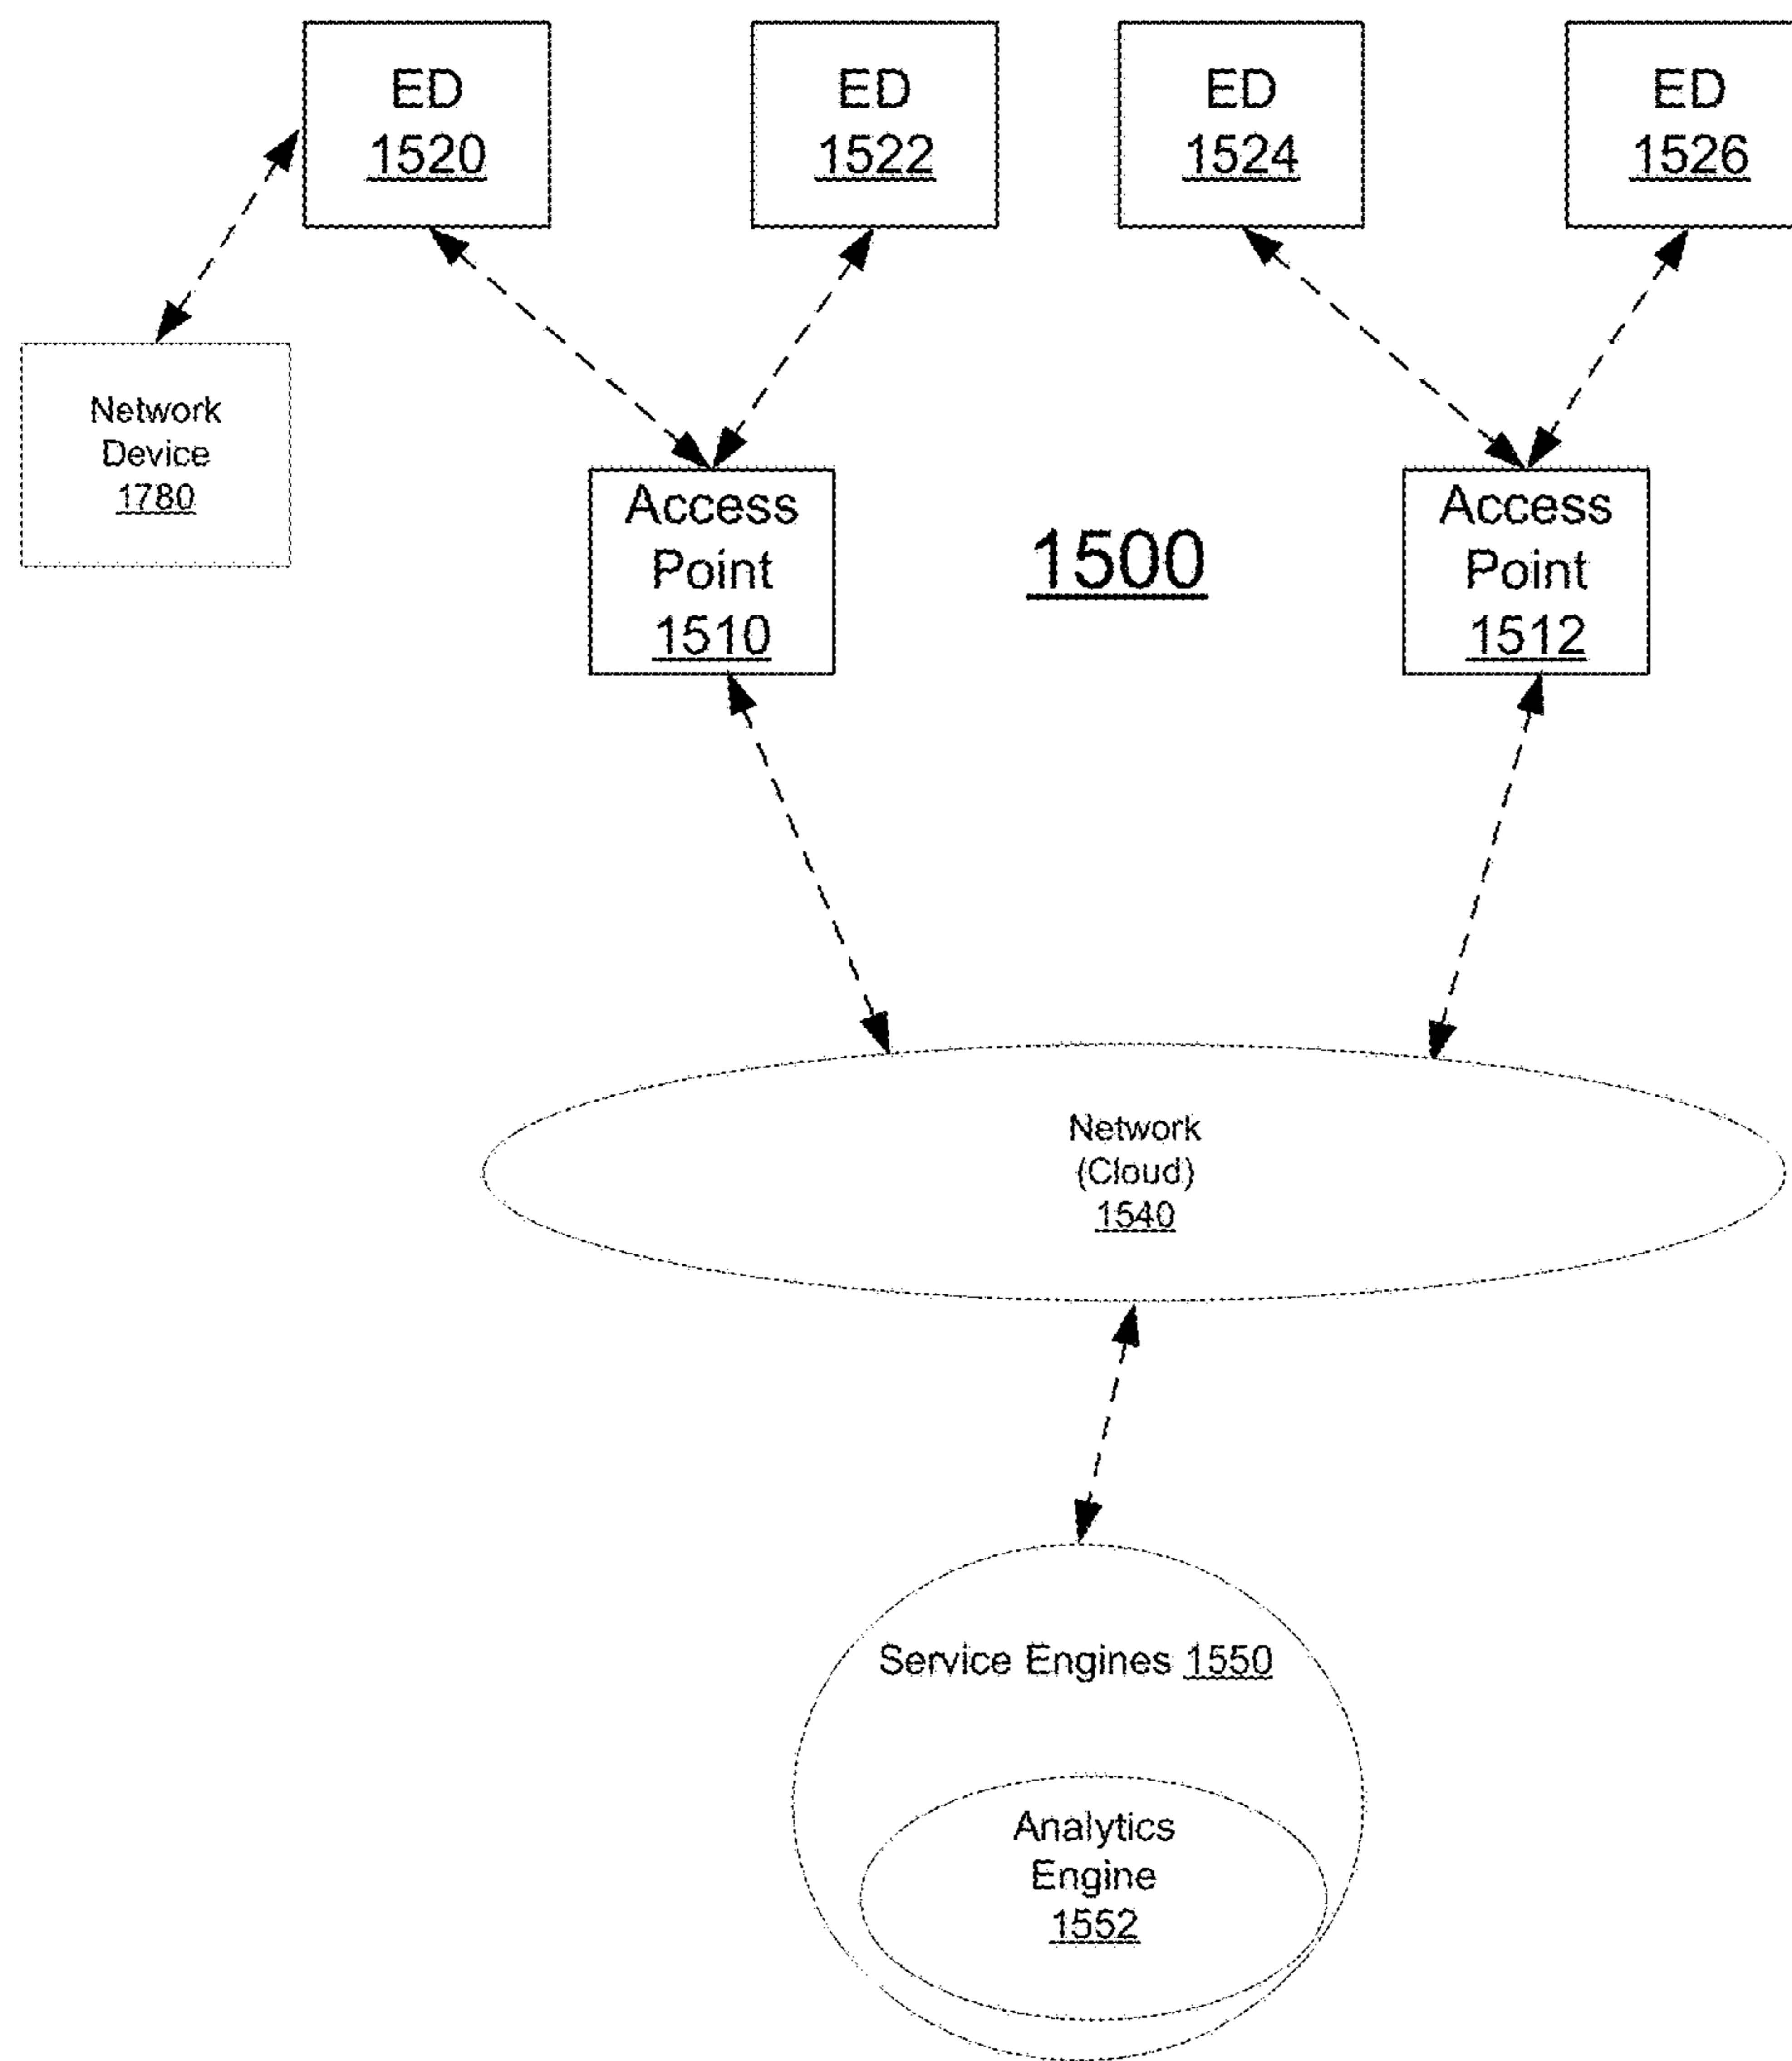 ED
1520
ED
1522
ED
1524
ED
1526
Network
Device
1780
Access
Point
1510
1500
Access
Point
1512
Network
(Cloud)
1540
Service Engines 1550
Analytics
Engine
1552